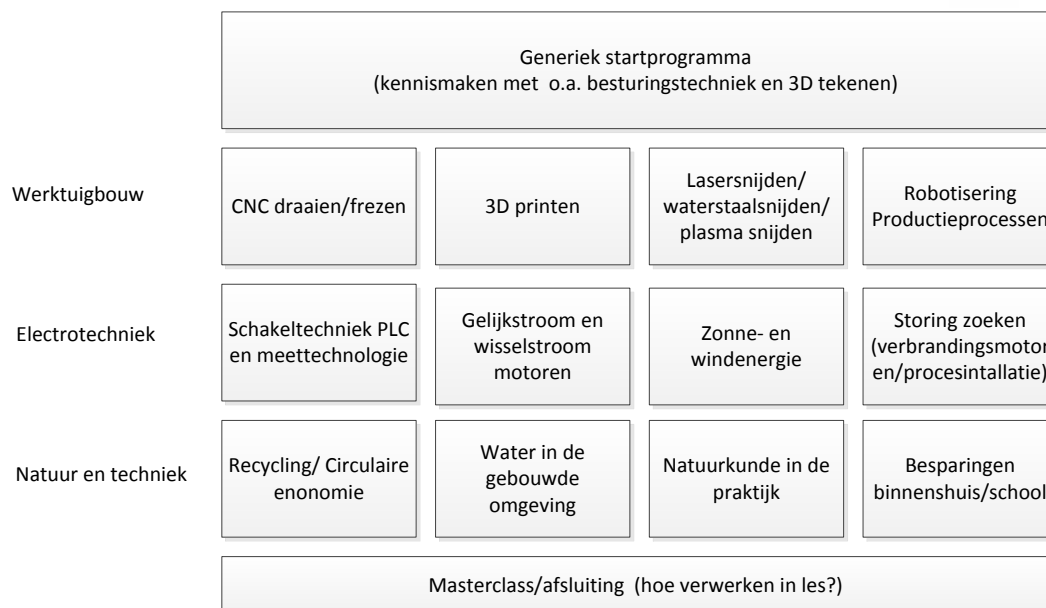 Generiek startprogramma
(kennismaken met o.a. besturingstechniek en 3D tekenen)
Werktuigbouw
CNC draaien/frezen
3D printen
Lasersnijden/
waterstaalsnijden/
plasma snijden
Robotisering
Productieprocessen
Electrotechniek
Schakeltechniek PLC
en meettechnologie
Gelijkstroom en
wisselstroom
motoren
Zonne- en
windenergie
Storing zoeken
(verbrandingsmotor
en/procesintallatie)
Natuur en techniek
Recycling/ Circulaire
enonomie
Water in de
gebouwde
omgeving
Natuurkunde in de
praktijk
Besparingen
binnenshuis/school
Masterclass/afsluiting (hoe verwerken in les?)